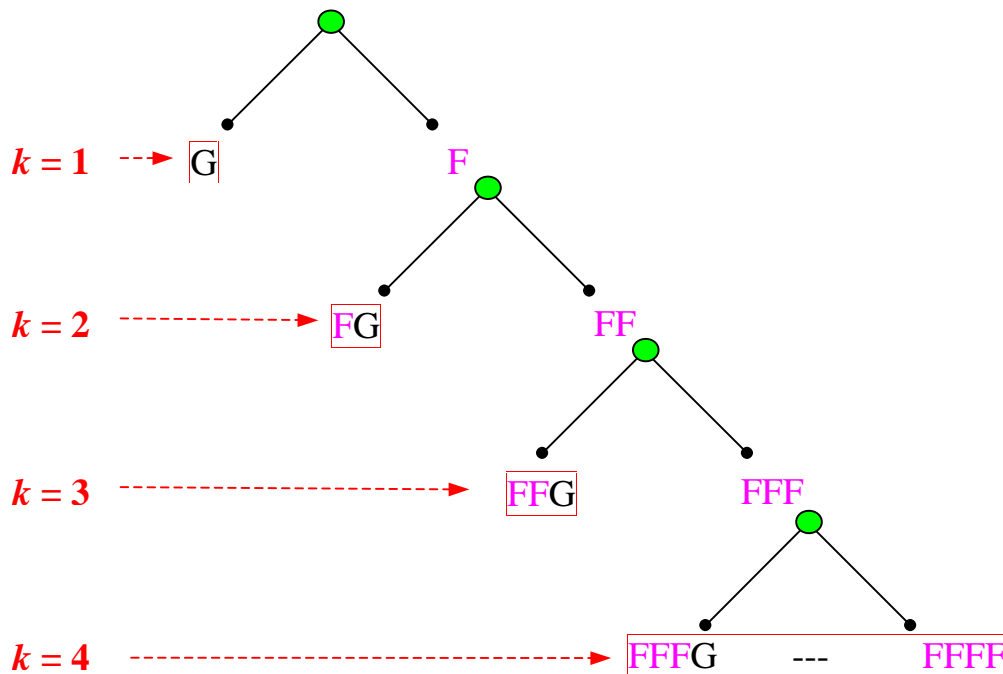 k = 1 G F
k = 2 FG FF
k = 3 FFG FFF
k = 4 FFFG --- FFFF